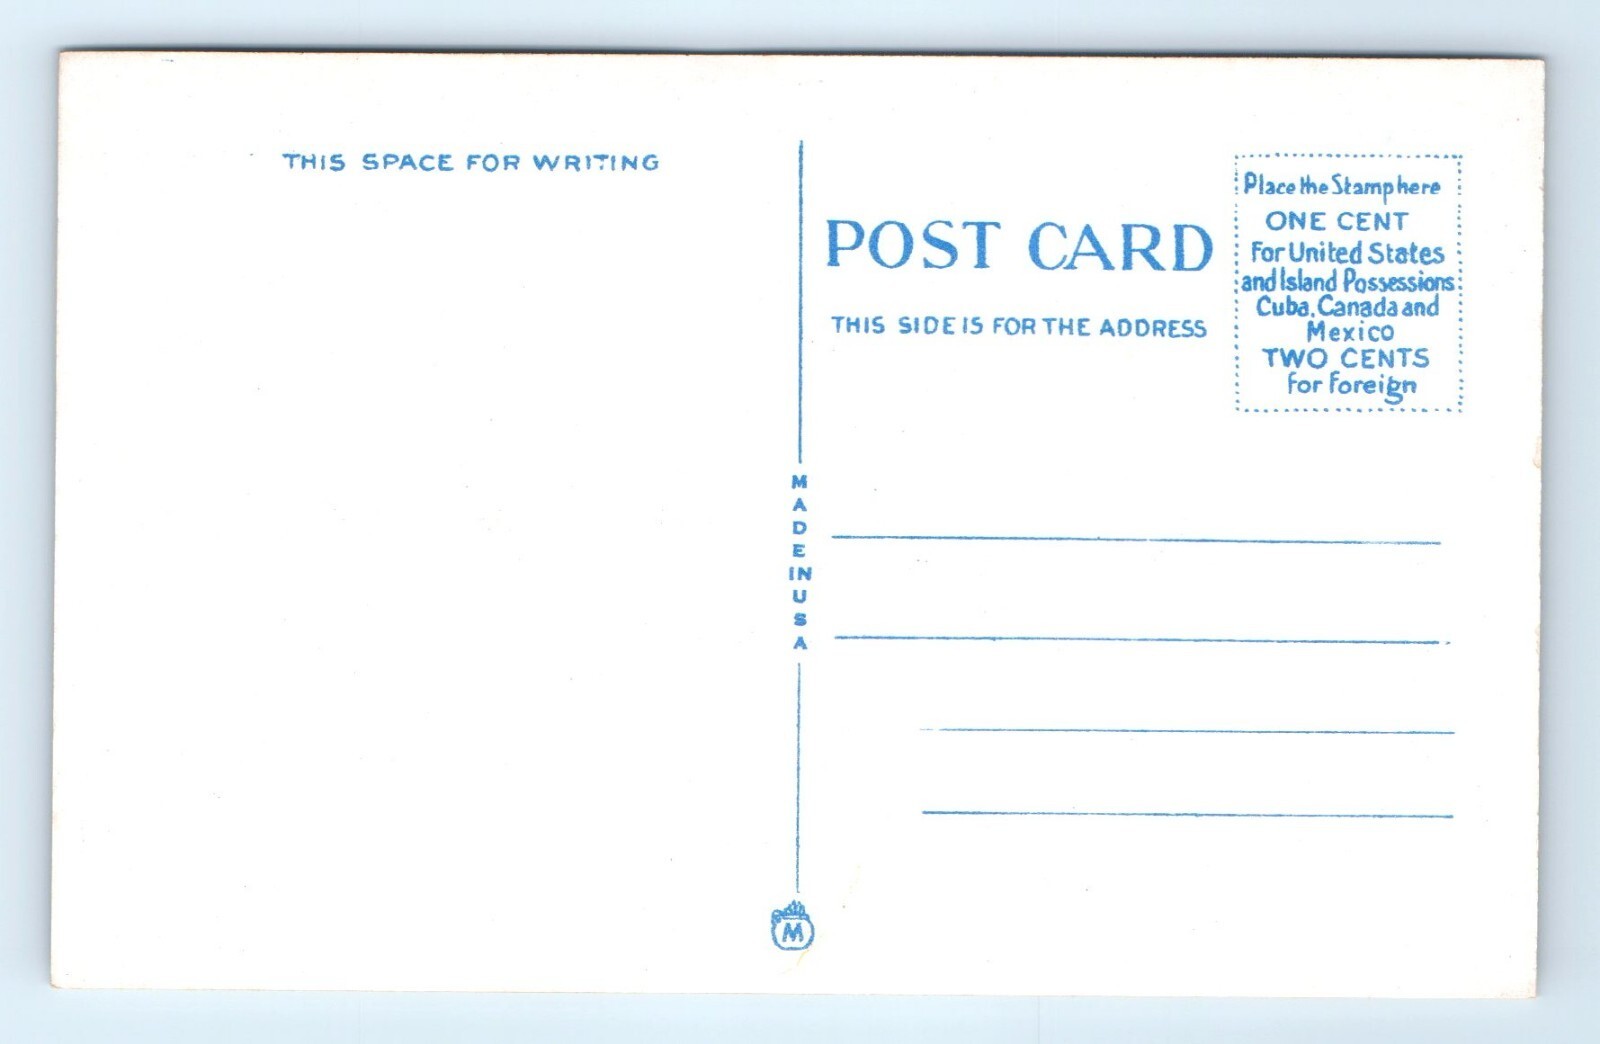 THIS SPACE FOR WRITING
POST CARD
THIS SIDE IS FOR THE ADDRESS
Place the Stamp here
ONE CENT
For United States
and Island Possessions
Cuba, Canada and
Mexico
TWO CENTS
for Foreign
MADE IN USA
M